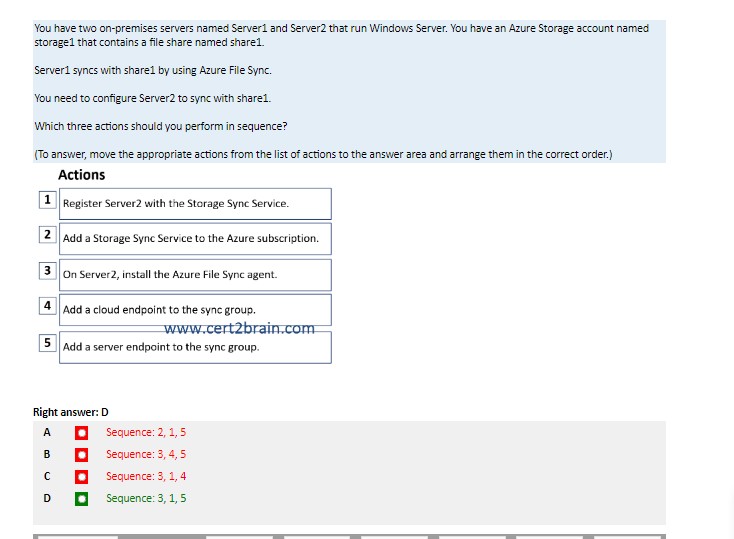 You have two on-premises servers named Server1 and Server2 that run Windows Server. You have an Azure Storage account named
storage1 that contains a file share named share1.
Server1 syncs with share1 by using Azure File Sync.
You need to configure Server2 to sync with share1.
Which three actions should you perform in sequence?
(To answer, move the appropriate actions from the list of actions to the answer area and arrange them in the correct order.)
Actions
1 Register Server2 with the Storage Sync Service.
2 Add a Storage Sync Service to the Azure subscription.
3 On Server2, install the Azure File Sync agent.
4 Add a cloud endpoint to the sync group.
www.cert2brain.com
5 Add a server endpoint to the sync group.
Right answer: D
A Sequence: 2, 1, 5
B Sequence: 3, 4, 5
C Sequence: 3, 1, 4
D Sequence: 3, 1, 5